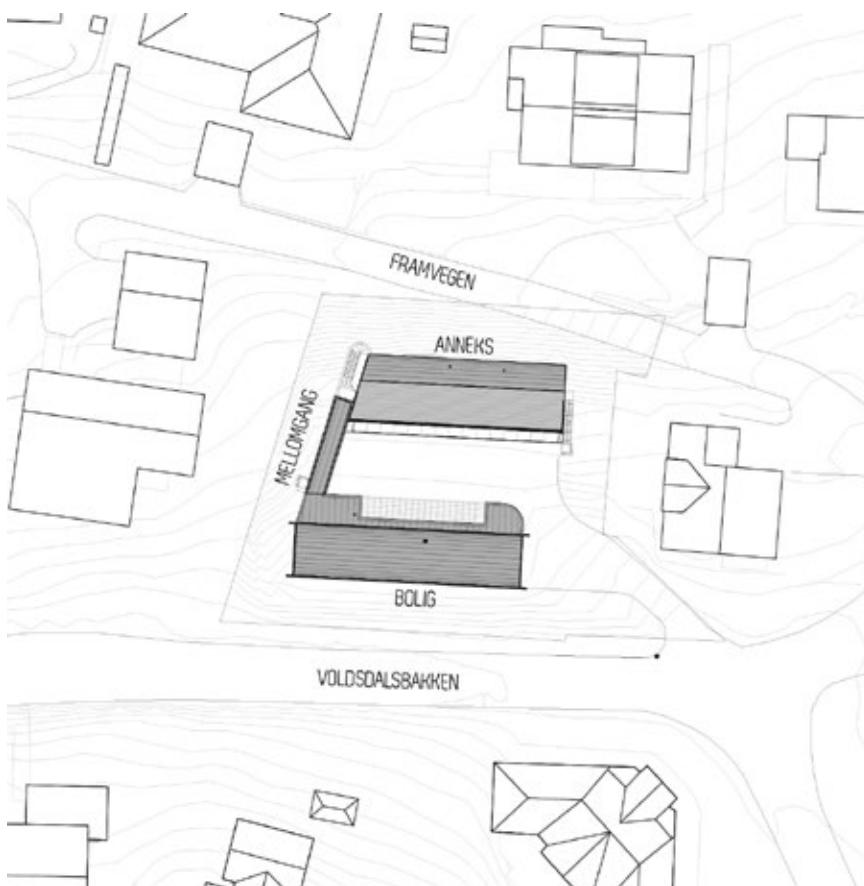 FRAMVEGEN
ANNEKS
MELLOMGANG
BOLIG
VOLDSDALSBAKKEN